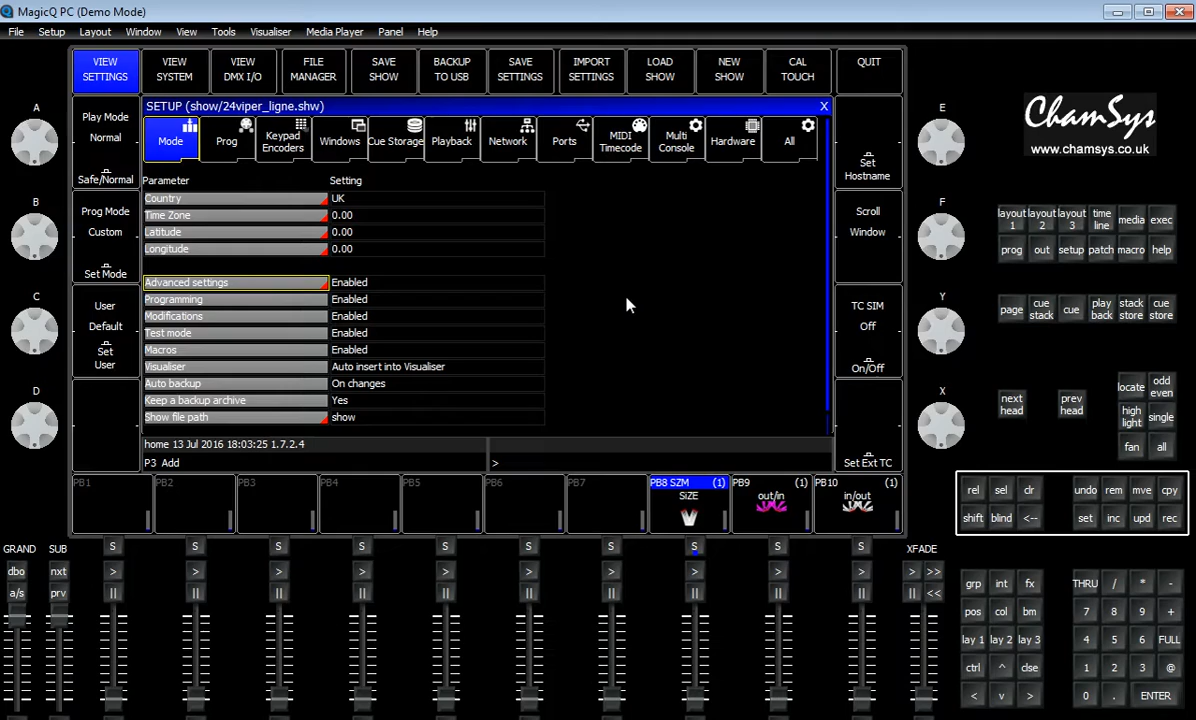 MagicQ PC (Demo Mode)
File Setup Layout Window View Tools Visualiser Media Player Panel Help
VIEW SETTINGS
VIEW SYSTEM
VIEW DMX I/O
FILE MANAGER
SAVE SHOW
BACKUP TO USB
SAVE SETTINGS
IMPORT SETTINGS
LOAD SHOW
NEW SHOW
CAL TOUCH
QUIT
SETUP (show/24viper_ligne.shw) X
Mode Prog Keypad Encoders Windows Cue Storage Playback Network Ports MIDI Timecode Multi Console Hardware All
Play Mode
Normal
Safe/Normal
Prog Mode
Custom
Set Mode
User
Default
Set
User
Parameter Setting
Country UK
Time Zone 0.00
Latitude 0.00
Longitude 0.00
Advanced settings Enabled
Programming Enabled
Modifications Enabled
Test mode Enabled
Macros Enabled
Visualiser Auto insert into Visualiser
Auto backup On changes
Keep a backup archive Yes
Show file path show
Set
Hostname
Scroll
Window
TC SIM
Off
On/Off
Set Ext TC
home 13 Jul 2016 18:03:25 1.7.2.4
P3 Add >
A
B
C
D
E
F
Y
X
ChamSys
www.chamsys.co.uk
layout 1 layout 2 layout 3 time line media exec
prog out setup patch macro help
page cue stack cue play back stack store cue store
next head prev head
locate odd even
high light single
fan all
rel sel clr undo rem mve cpy
shift blind <-- set inc upd rec
PB1 PB2 PB3 PB4 PB5 PB6 PB7 PB8 SZM (1) PB9 (1) PB10 (1)
SIZE out/in in/out
GRAND SUB S S S S S S S S S S XFADE
dbo nxt > > > > > > > > > > > >>
a/s prv || || || || || || || || || || || <<
grp int fx THRU / * -
pos col bm 7 8 9 +
lay 1 lay 2 lay 3 4 5 6 FULL
ctrl ^ clse 1 2 3 @
< v > 0 . ENTER